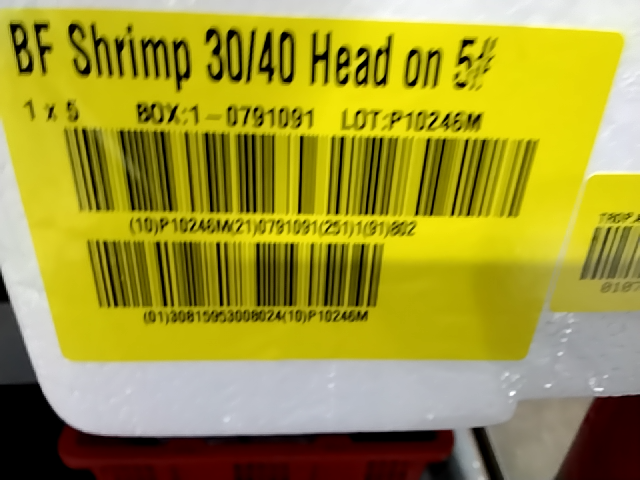 BF Shrimp 30/40 Head on 5#
1 x 5 BOX:1-0791091 LOT:P10246M
(10)P10246M(21)0791091(251)1(91)802
(01)30815953008024(10)P10246M